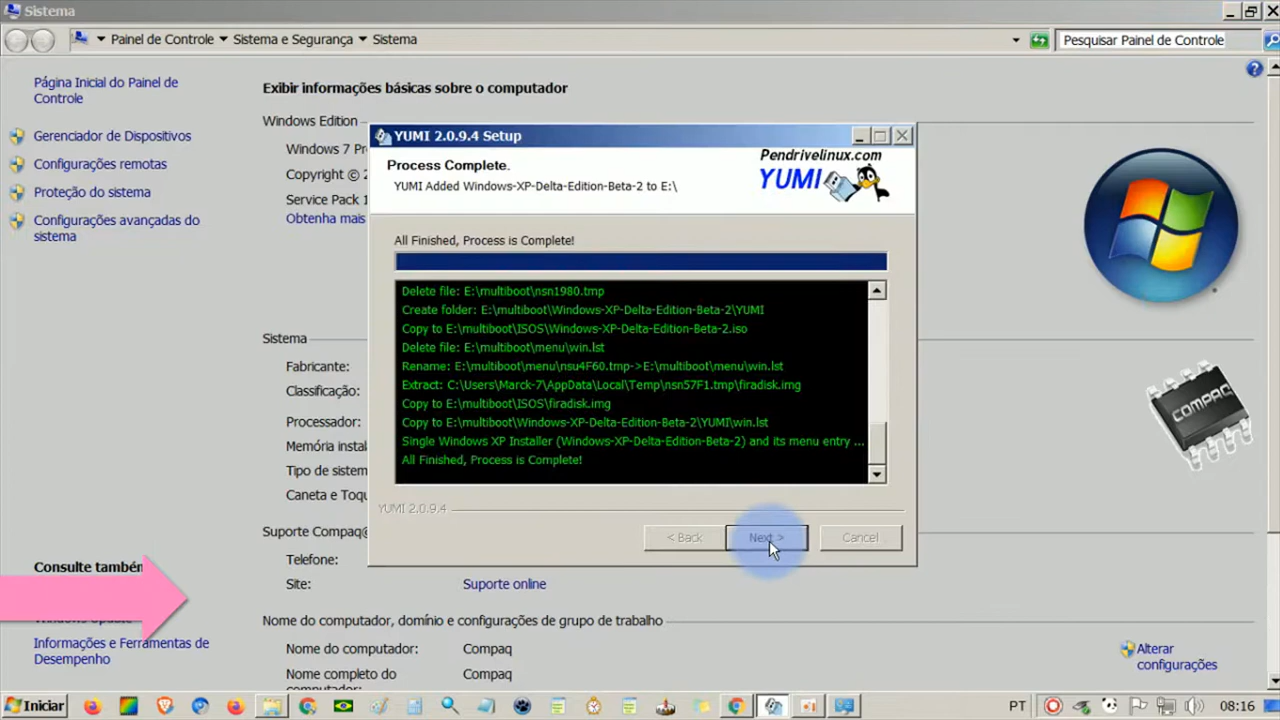 Sistema
Painel de Controle
Sistema e Segurança
Sistema
Pesquisar Painel de Controle
Página Inicial do Painel de
Controle
Gerenciador de Dispositivos
Configurações remotas
Proteção do sistema
Configurações avançadas do
sistema
Consulte também
Windows Update
Informações e Ferramentas de
Desempenho
Exibir informações básicas sobre o computador
Windows Edition
Windows 7 Pr
Copyright © 2
Service Pack 1
Obtenha mais
Sistema
Fabricante:
Classificação:
Processador:
Memória instal
Tipo de sistem
Caneta e Toqu
Suporte Compaq®
Telefone:
Site:
Suporte online
Nome do computador, domínio e configurações de grupo de trabalho
Nome do computador:
Compaq
Nome completo do
computador:
Compaq
Alterar
configurações
COMPAQ
YUMI 2.0.9.4 Setup
Process Complete.
YUMI Added Windows-XP-Delta-Edition-Beta-2 to E:\
Pendrivelinux.com
YUMI
All Finished, Process is Complete!
Delete file: E:\multiboot\nsn1980.tmp
Create folder: E:\multiboot\Windows-XP-Delta-Edition-Beta-2\YUMI
Copy to E:\multiboot\ISOS\Windows-XP-Delta-Edition-Beta-2.iso
Delete file: E:\multiboot\menu\win.lst
Rename: E:\multiboot\menu\nsu4F60.tmp->E:\multiboot\menu\win.lst
Extract: C:\Users\Marck-7\AppData\Local\Temp\nsn57F1.tmp\firadisk.img
Copy to E:\multiboot\ISOS\firadisk.img
Copy to E:\multiboot\Windows-XP-Delta-Edition-Beta-2\YUMI\win.lst
Single Windows XP Installer (Windows-XP-Delta-Edition-Beta-2) and its menu entry ...
All Finished, Process is Complete!
YUMI 2.0.9.4
< Back
Next >
Cancel
Iniciar
PT
08:16